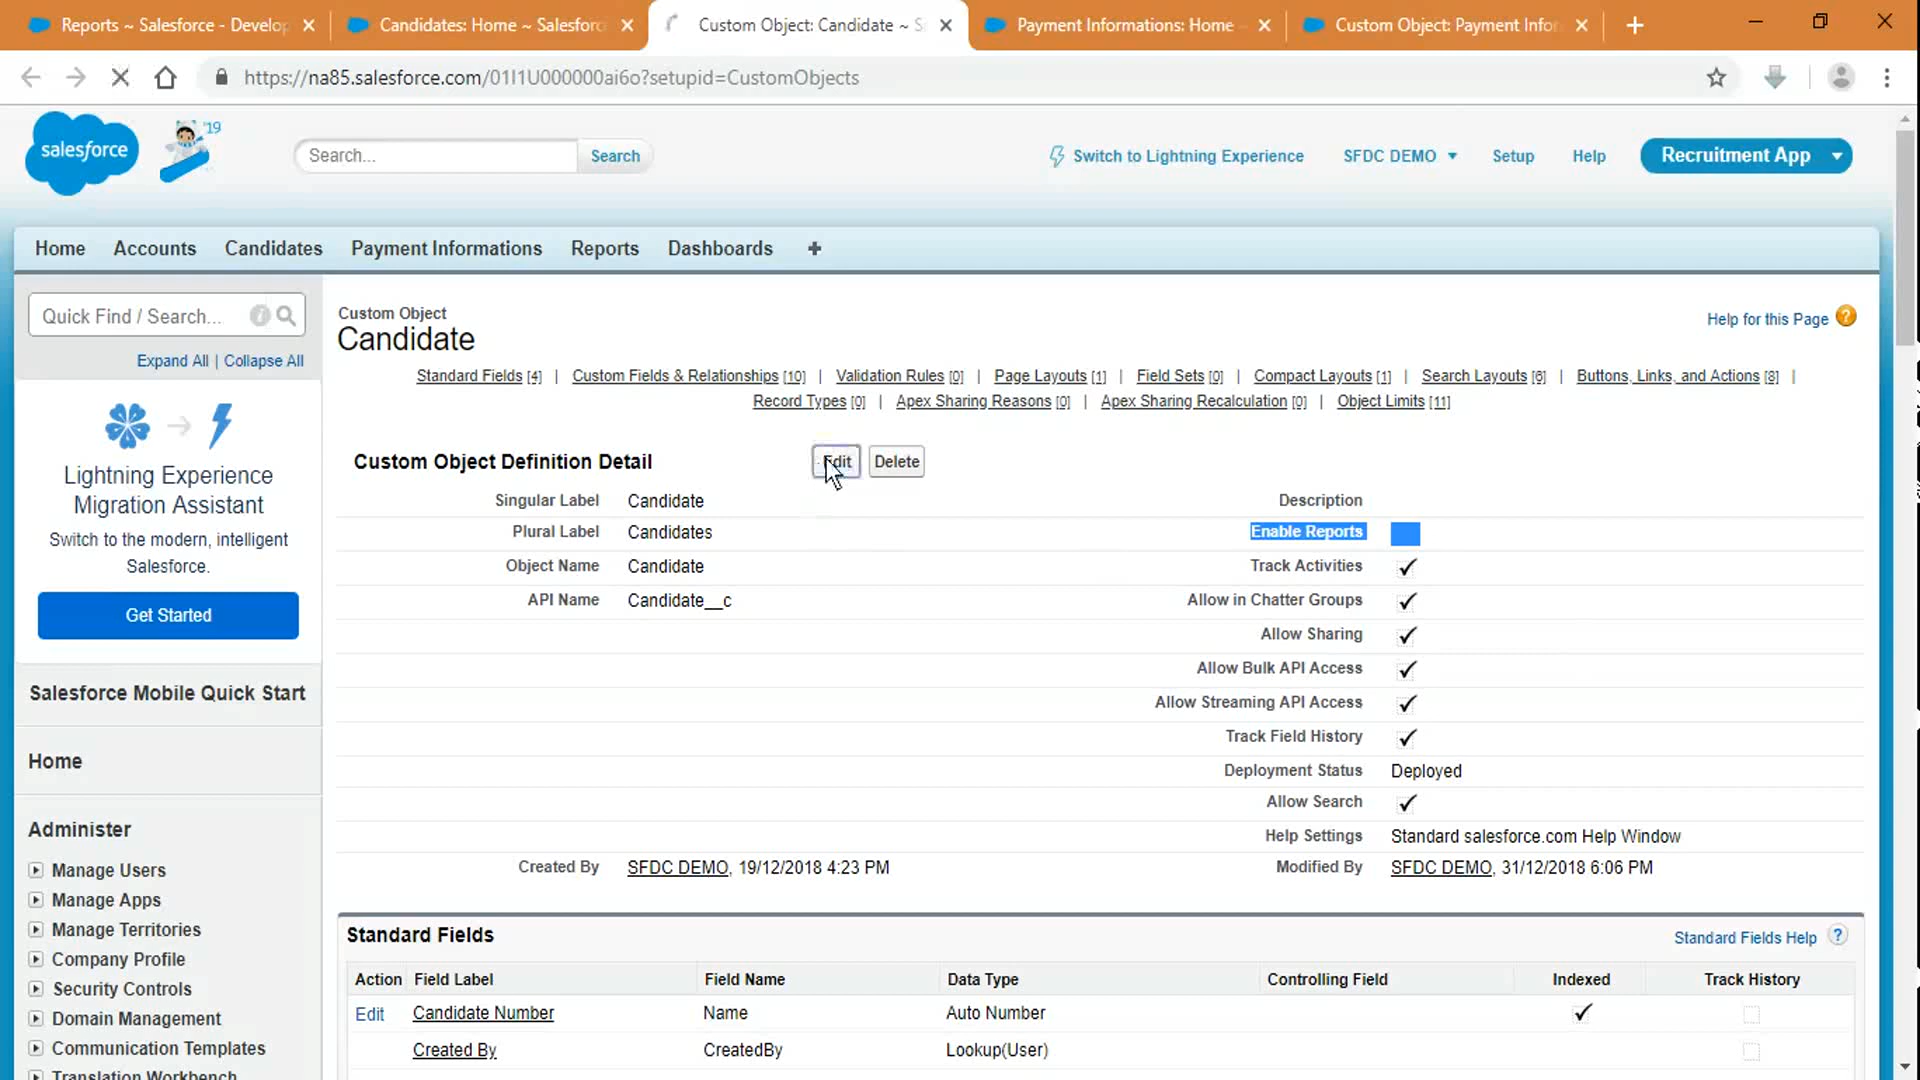 Reports ~ Salesforce - Develop
Candidates: Home ~ Salesforc
Custom Object: Candidate ~ S
Payment Informations: Home
Custom Object: Payment Infor
https://na85.salesforce.com/01I1U000000ai6o?setupid=CustomObjects
salesforce
'19
Search...
Search
Switch to Lightning Experience
SFDC DEMO
Setup
Help
Recruitment App
Home
Accounts
Candidates
Payment Informations
Reports
Dashboards
Quick Find / Search...
Expand All | Collapse All
Lightning Experience
Migration Assistant
Switch to the modern, intelligent
Salesforce.
Get Started
Salesforce Mobile Quick Start
Home
Administer
Manage Users
Manage Apps
Manage Territories
Company Profile
Security Controls
Domain Management
Communication Templates
Translation Workbench
Custom Object
Candidate
Help for this Page ?
Standard Fields [4] | Custom Fields & Relationships [10] | Validation Rules [0] | Page Layouts [1] | Field Sets [0] | Compact Layouts [1] | Search Layouts [6] | Buttons, Links, and Actions [8] |
Record Types [0] | Apex Sharing Reasons [0] | Apex Sharing Recalculation [0] | Object Limits [11]
Custom Object Definition Detail
Edit
Delete
Singular Label Candidate Description
Plural Label Candidates Enable Reports
Object Name Candidate Track Activities
API Name Candidate__c Allow in Chatter Groups
Allow Sharing
Allow Bulk API Access
Allow Streaming API Access
Track Field History
Deployment Status Deployed
Allow Search
Help Settings Standard salesforce.com Help Window
Created By SFDC DEMO, 19/12/2018 4:23 PM Modified By SFDC DEMO, 31/12/2018 6:06 PM
Standard Fields
Standard Fields Help ?
Action Field Label Field Name Data Type Controlling Field Indexed Track History
Edit Candidate Number Name Auto Number
Created By CreatedBy Lookup(User)